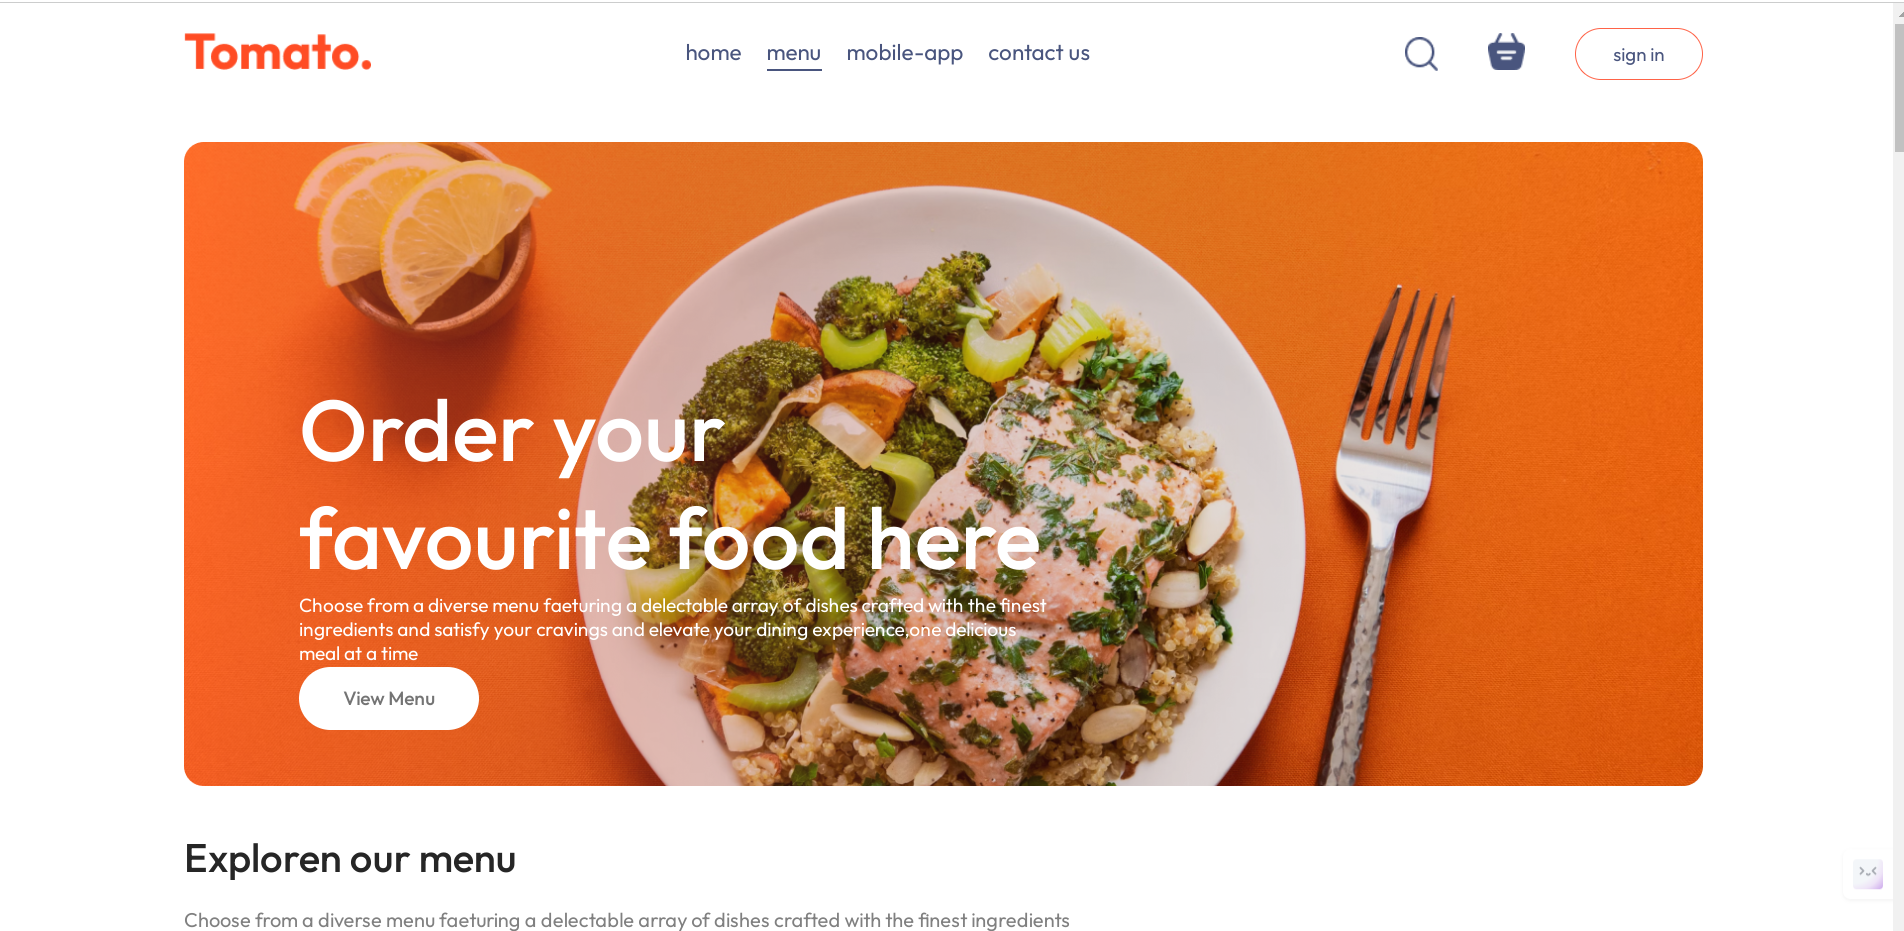 Tomato.
home menu mobile-app contact us
sign in
Order your
favourite food here
Choose from a diverse menu faeturing a delectable array of dishes crafted with the finest
ingredients and satisfy your cravings and elevate your dining experience,one delicious
meal at a time
View Menu
Exploren our menu
Choose from a diverse menu faeturing a delectable array of dishes crafted with the finest ingredients